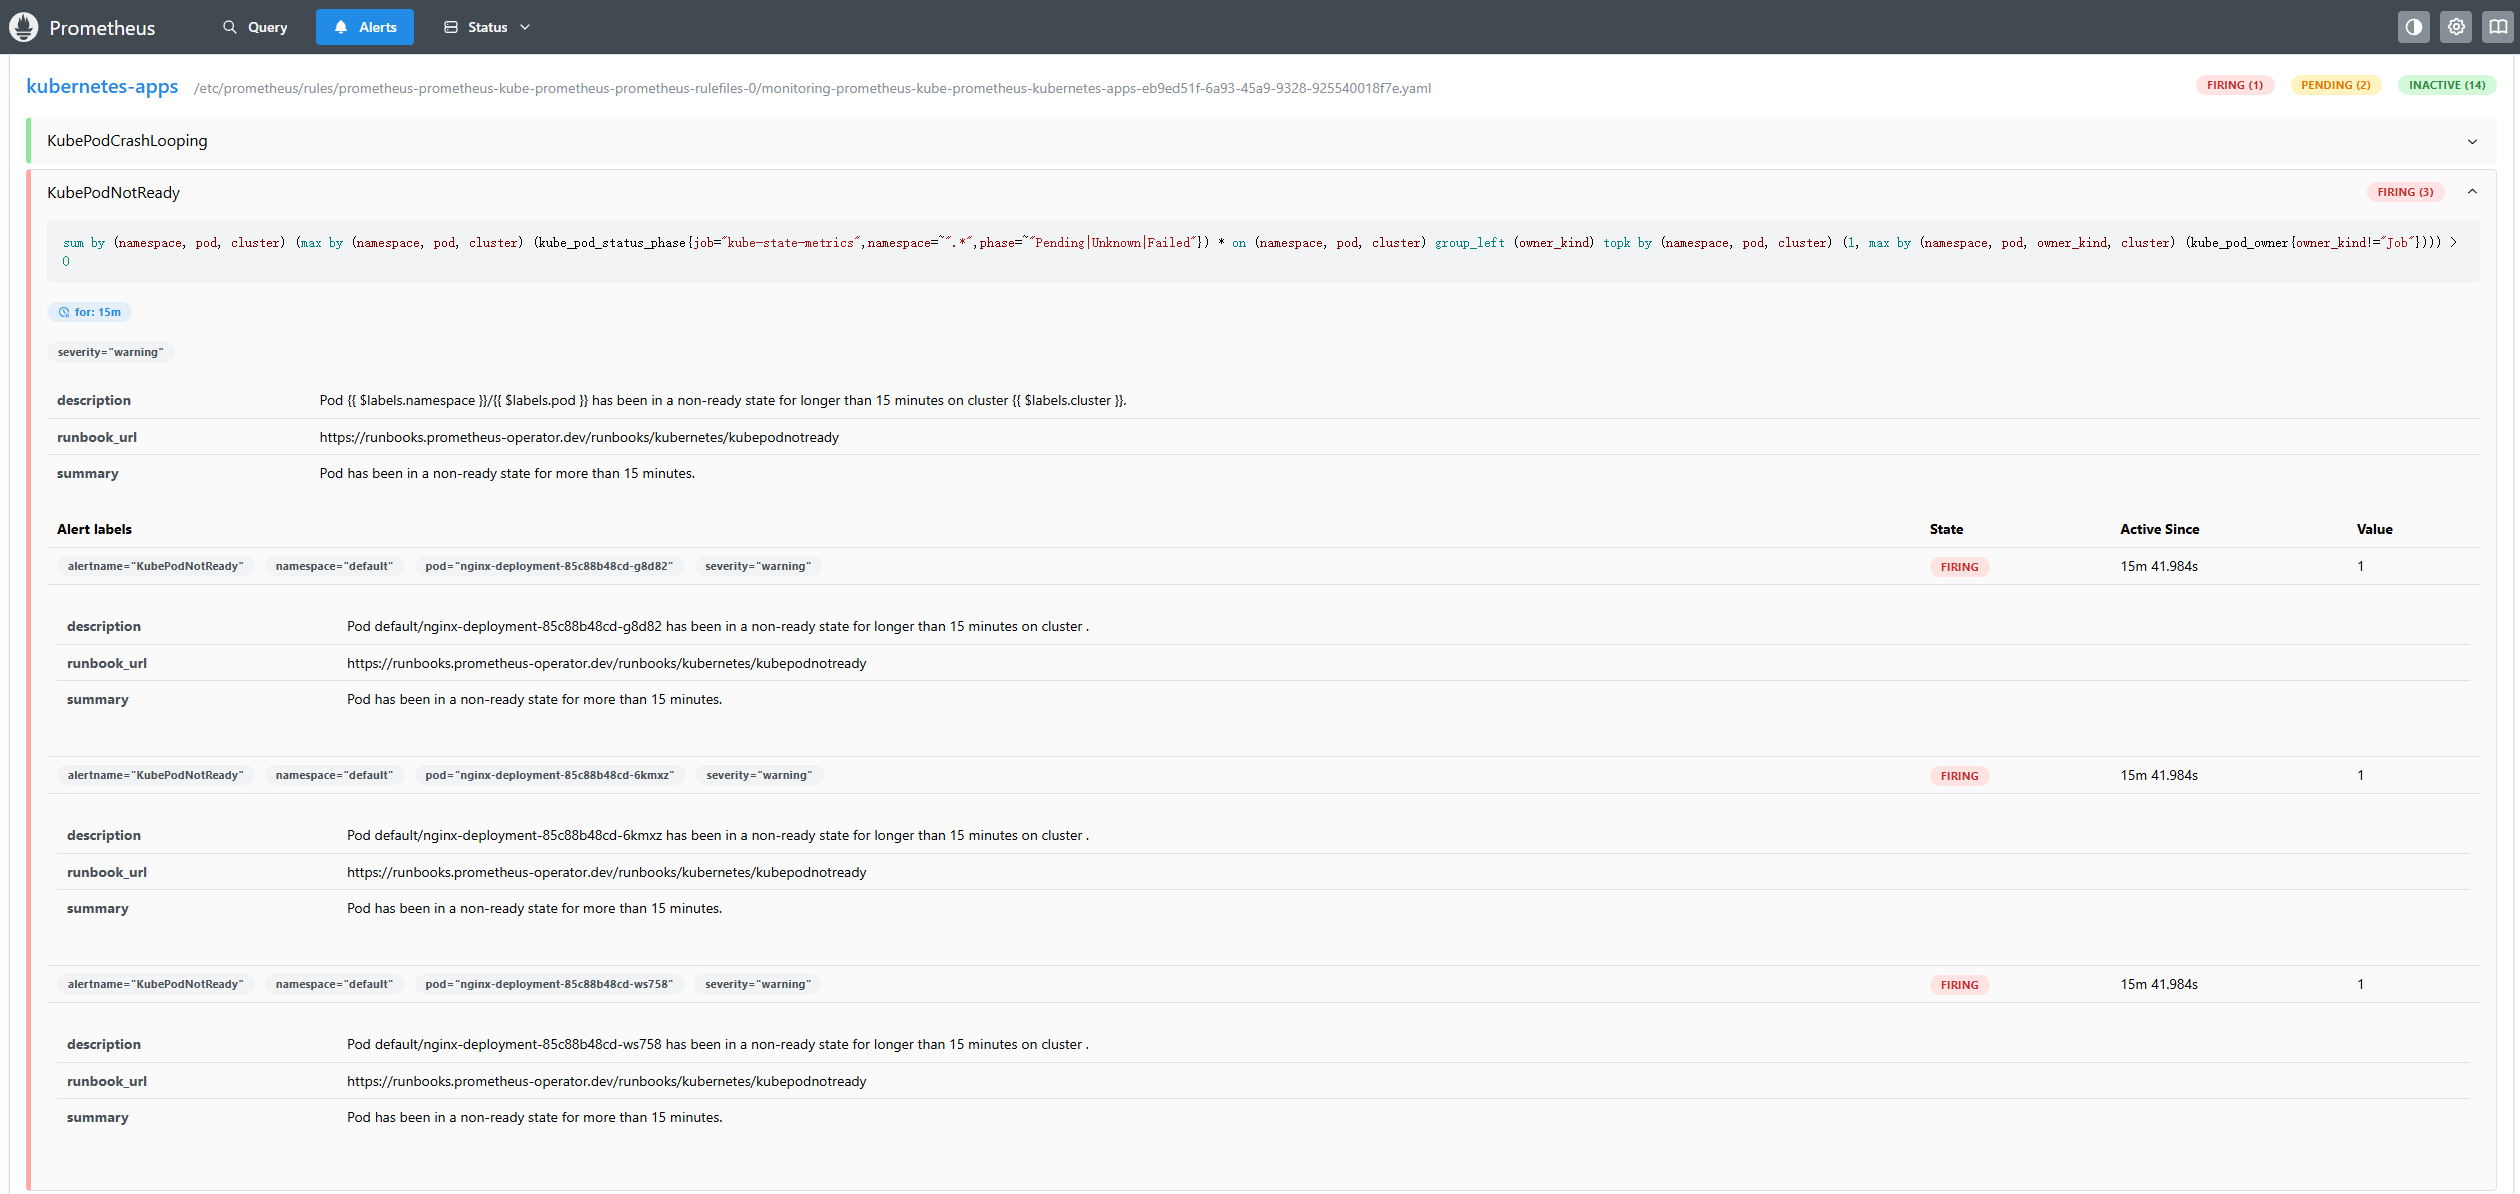 Prometheus Query Alerts Status
kubernetes-apps /etc/prometheus/rules/prometheus-prometheus-kube-prometheus-prometheus-rulefiles-0/monitoring-prometheus-kube-prometheus-kubernetes-apps-eb9ed51f-6a93-45a9-9328-925540018f7e.yaml FIRING (1) PENDING (2) INACTIVE (14)
KubePodCrashLooping
KubePodNotReady FIRING (3)
sum by (namespace, pod, cluster) (max by (namespace, pod, cluster) (kube_pod_status_phase{job="kube-state-metrics",namespace=~".*",phase=~"Pending|Unknown|Failed"}) * on (namespace, pod, cluster) group_left (owner_kind) topk by (namespace, pod, cluster) (1, max by (namespace, pod, owner_kind, cluster) (kube_pod_owner{owner_kind!="Job"}))) >
0
for: 15m
severity="warning"
description Pod {{ $labels.namespace }}/{{ $labels.pod }} has been in a non-ready state for longer than 15 minutes on cluster {{ $labels.cluster }}.
runbook_url https://runbooks.prometheus-operator.dev/runbooks/kubernetes/kubepodnotready
summary Pod has been in a non-ready state for more than 15 minutes.
Alert labels State Active Since Value
alertname="KubePodNotReady" namespace="default" pod="nginx-deployment-85c88b48cd-g8d82" severity="warning" FIRING 15m 41.984s 1
description Pod default/nginx-deployment-85c88b48cd-g8d82 has been in a non-ready state for longer than 15 minutes on cluster .
runbook_url https://runbooks.prometheus-operator.dev/runbooks/kubernetes/kubepodnotready
summary Pod has been in a non-ready state for more than 15 minutes.
alertname="KubePodNotReady" namespace="default" pod="nginx-deployment-85c88b48cd-6kmxz" severity="warning" FIRING 15m 41.984s 1
description Pod default/nginx-deployment-85c88b48cd-6kmxz has been in a non-ready state for longer than 15 minutes on cluster .
runbook_url https://runbooks.prometheus-operator.dev/runbooks/kubernetes/kubepodnotready
summary Pod has been in a non-ready state for more than 15 minutes.
alertname="KubePodNotReady" namespace="default" pod="nginx-deployment-85c88b48cd-ws758" severity="warning" FIRING 15m 41.984s 1
description Pod default/nginx-deployment-85c88b48cd-ws758 has been in a non-ready state for longer than 15 minutes on cluster .
runbook_url https://runbooks.prometheus-operator.dev/runbooks/kubernetes/kubepodnotready
summary Pod has been in a non-ready state for more than 15 minutes.